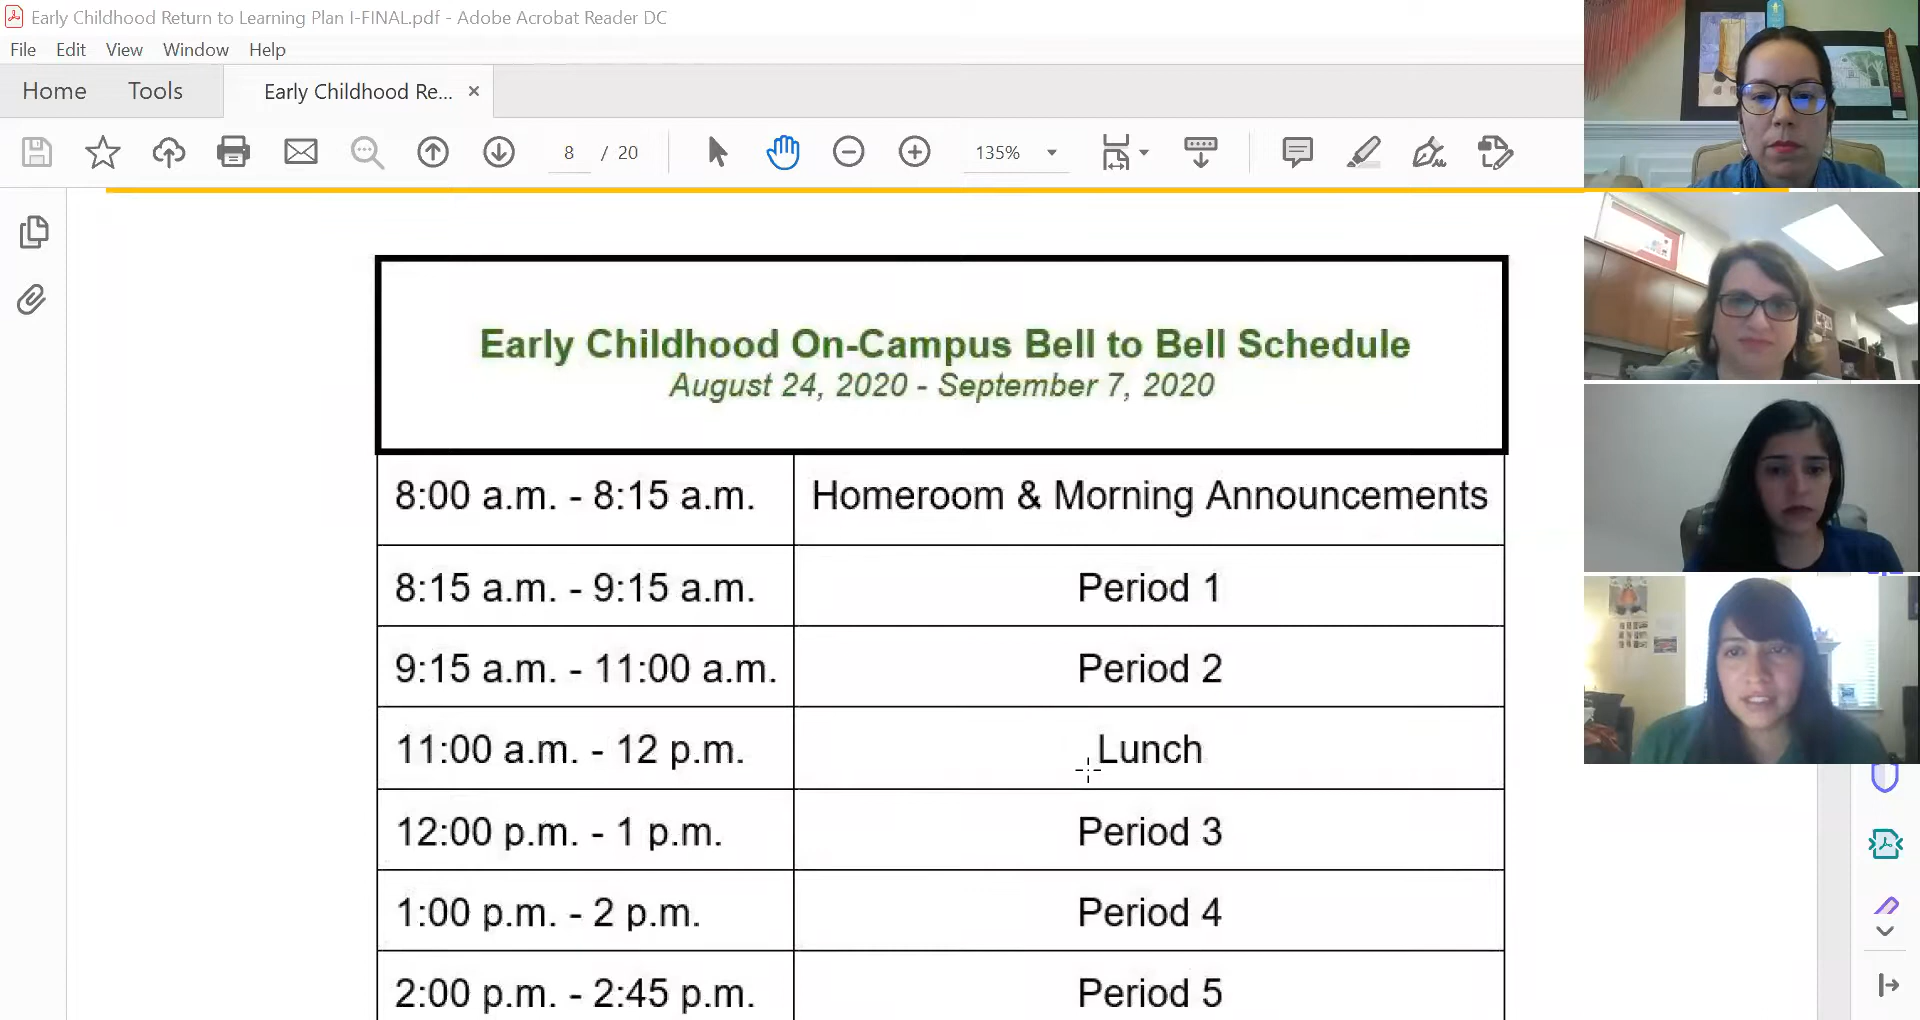 Early Childhood Return to Learning Plan I-FINAL.pdf - Adobe Acrobat Reader DC
File Edit View Window Help
Home Tools Early Childhood Re... ×
8 / 20 135%
Early Childhood On-Campus Bell to Bell Schedule
August 24, 2020 - September 7, 2020
8:00 a.m. - 8:15 a.m. Homeroom & Morning Announcements
8:15 a.m. - 9:15 a.m. Period 1
9:15 a.m. - 11:00 a.m. Period 2
11:00 a.m. - 12 p.m. Lunch
12:00 p.m. - 1 p.m. Period 3
1:00 p.m. - 2 p.m. Period 4
2:00 p.m. - 2:45 p.m. Period 5